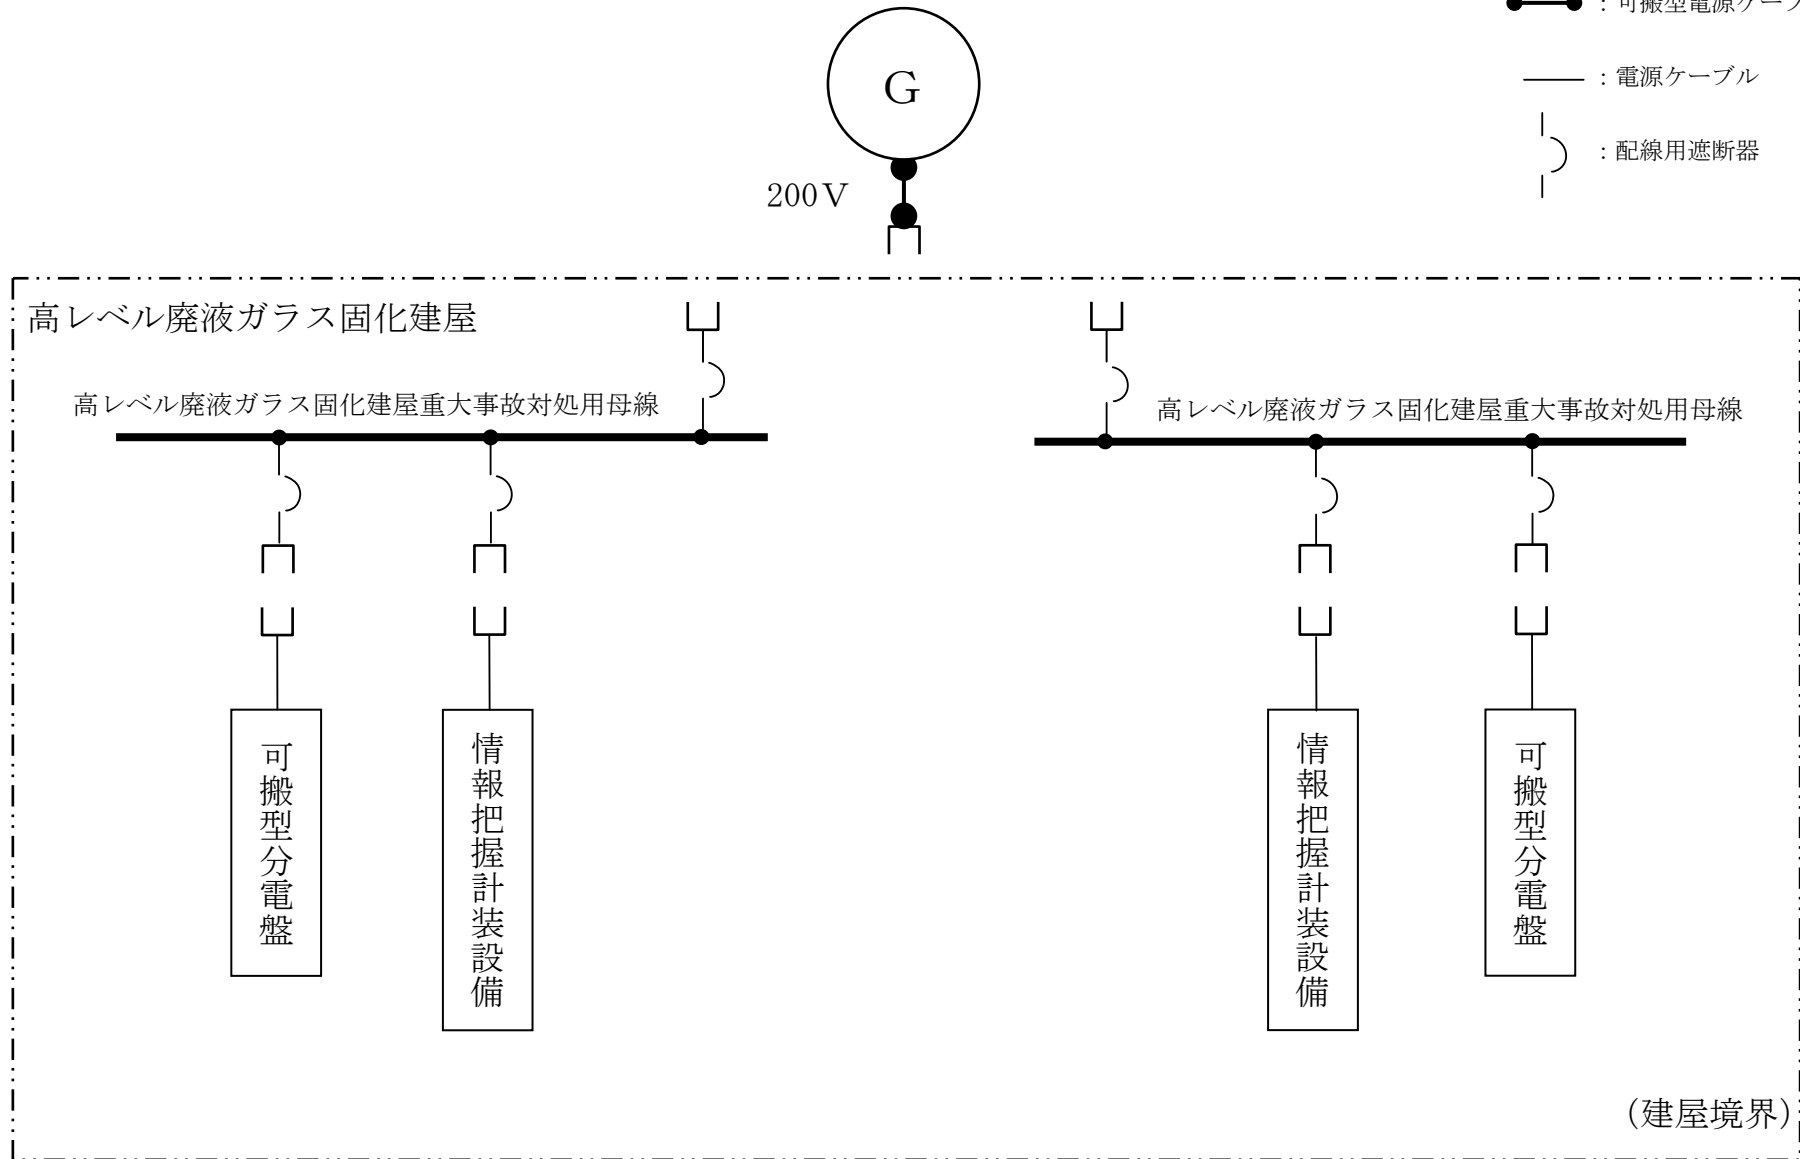 ：可搬型電源ケーブ
G
：電源ケーブル
：配線用遮断器
200V
高レベル廃液ガラス固化建屋
高レベル廃液ガラス固化建屋重大事故対処用母線
高レベル廃液ガラス固化建屋重大事故対処用母線
可搬型分電盤
情報把握計装設備
情報把握計装設備
可搬型分電盤
（建屋境界）